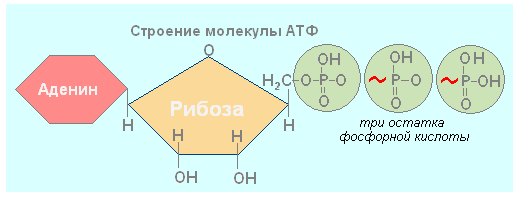 Строение молекулы АТФ
O
OH OH OH
H₂C–O–P–O ~P–O ~P–OH
O O O
Аденин
Рибоза
H H H H
OH OH
три остатка
фосфорной кислоты